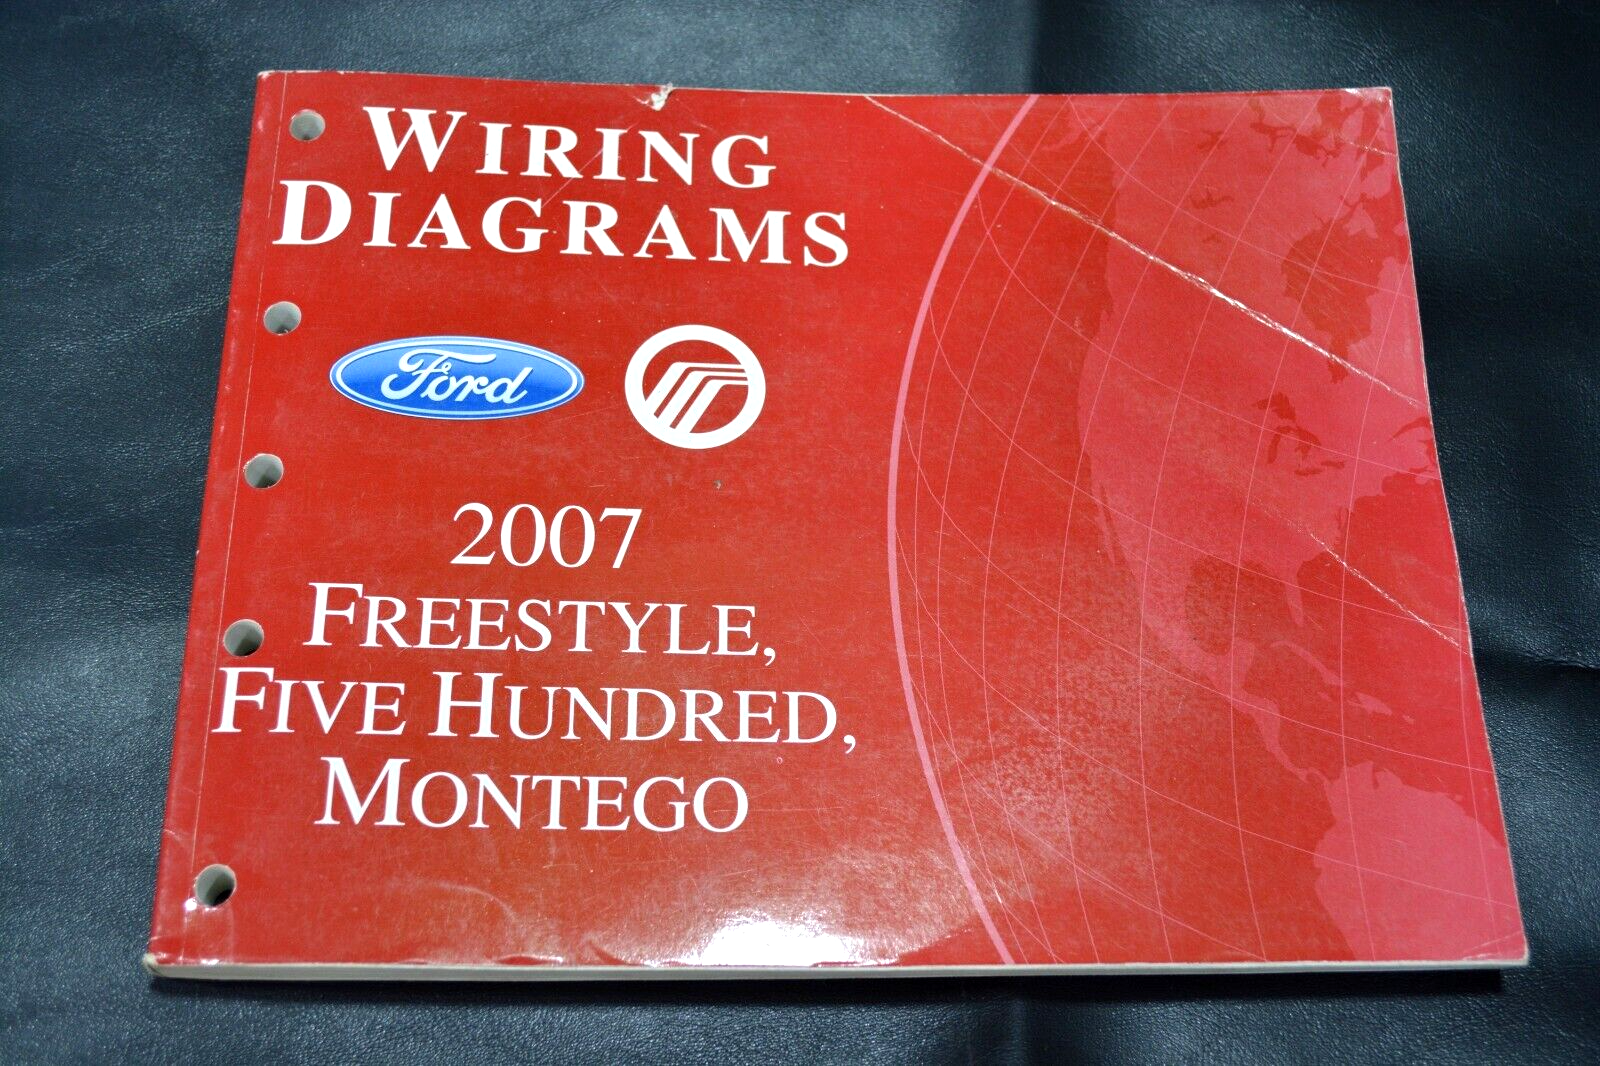 WIRING
DIAGRAMS
Ford
2007
FREESTYLE,
FIVE HUNDRED,
MONTEGO